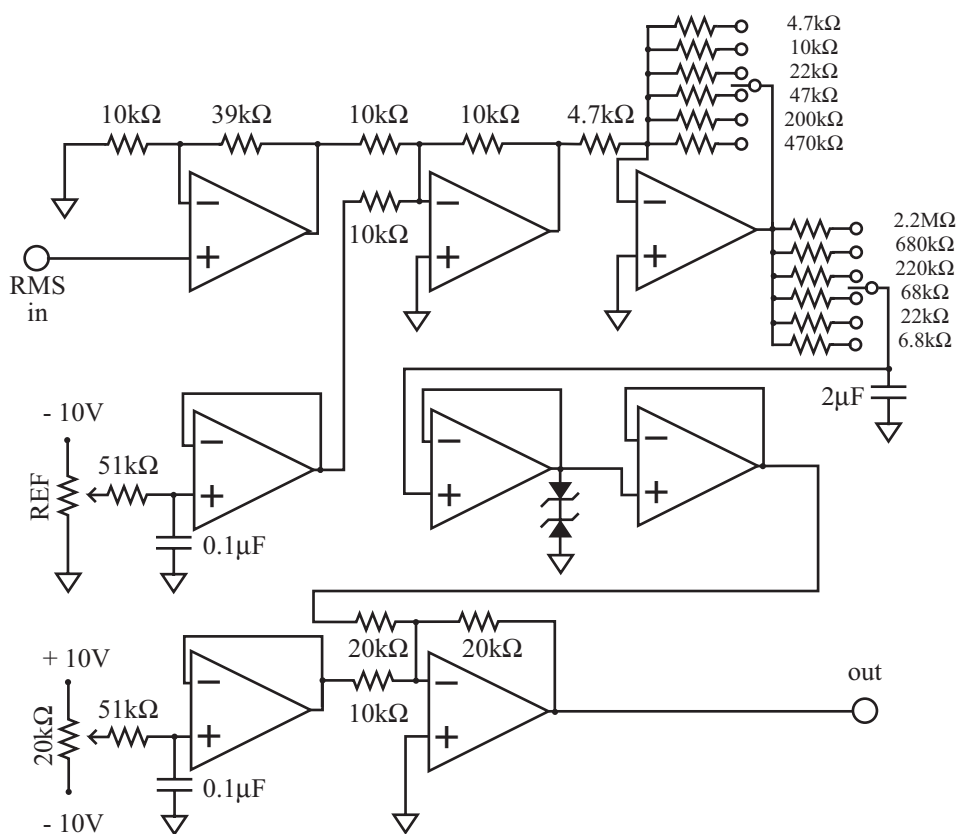 4.7kΩ
10kΩ
22kΩ
47kΩ
200kΩ
470kΩ
10kΩ
39kΩ
10kΩ
10kΩ
4.7kΩ
−
+
RMS
in
10kΩ
−
+
−
+
2.2MΩ
680kΩ
220kΩ
68kΩ
22kΩ
6.8kΩ
2μF
- 10V
REF
51kΩ
−
+
0.1μF
−
+
−
+
+ 10V
20kΩ
51kΩ
- 10V
−
+
0.1μF
20kΩ
20kΩ
10kΩ
−
+
out